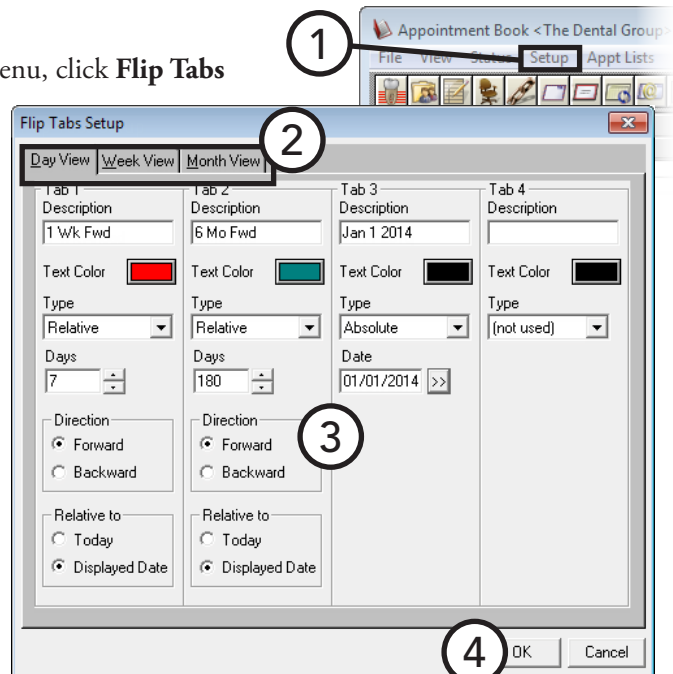 1
Appointment Book <The Dental Group>
File View Status Setup Appt Lists
enu, click Flip Tabs
Flip Tabs Setup
2
Day View Week View Month View
Tab 1 Tab 2 Tab 3 Tab 4
Description Description Description Description
1 Wk Fwd 6 Mo Fwd Jan 1 2014
Text Color Text Color Text Color Text Color
Type Type Type Type
Relative Relative Absolute (not used)
Days Days Date
7 180 01/01/2014 >>
Direction Direction
Forward Forward 3
Backward Backward
Relative to Relative to
Today Today
Displayed Date Displayed Date
4 OK Cancel